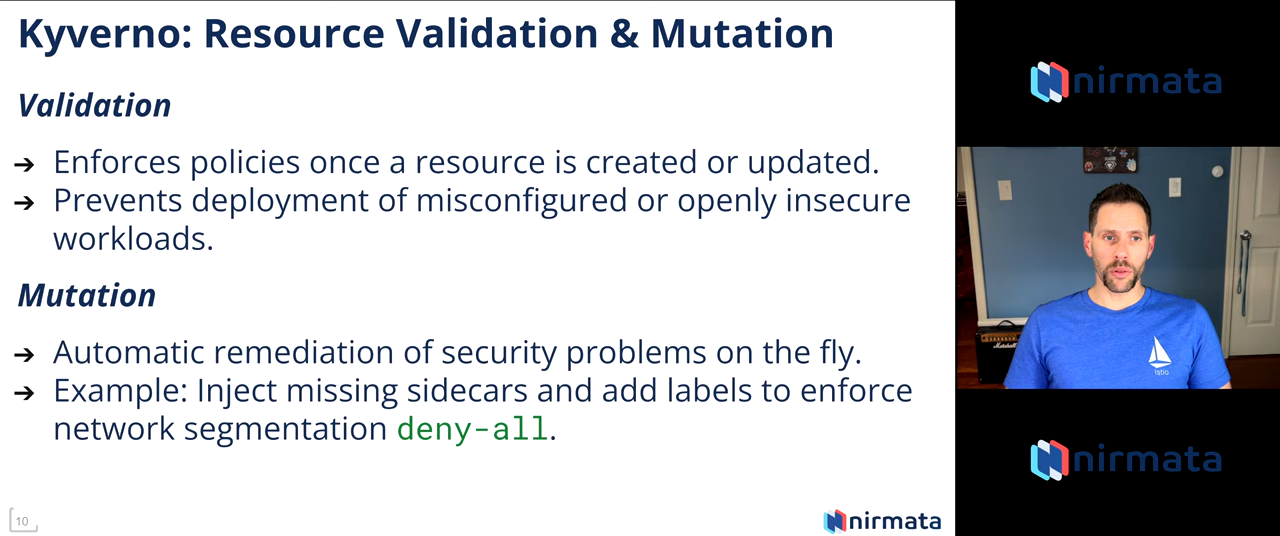 Kyverno: Resource Validation & Mutation
Validation
➔ Enforces policies once a resource is created or updated.
➔ Prevents deployment of misconfigured or openly insecure
workloads.
Mutation
➔ Automatic remediation of security problems on the fly.
➔ Example: Inject missing sidecars and add labels to enforce
network segmentation deny-all.
10
nirmata
nirmata
Marshall
Istio
nirmata